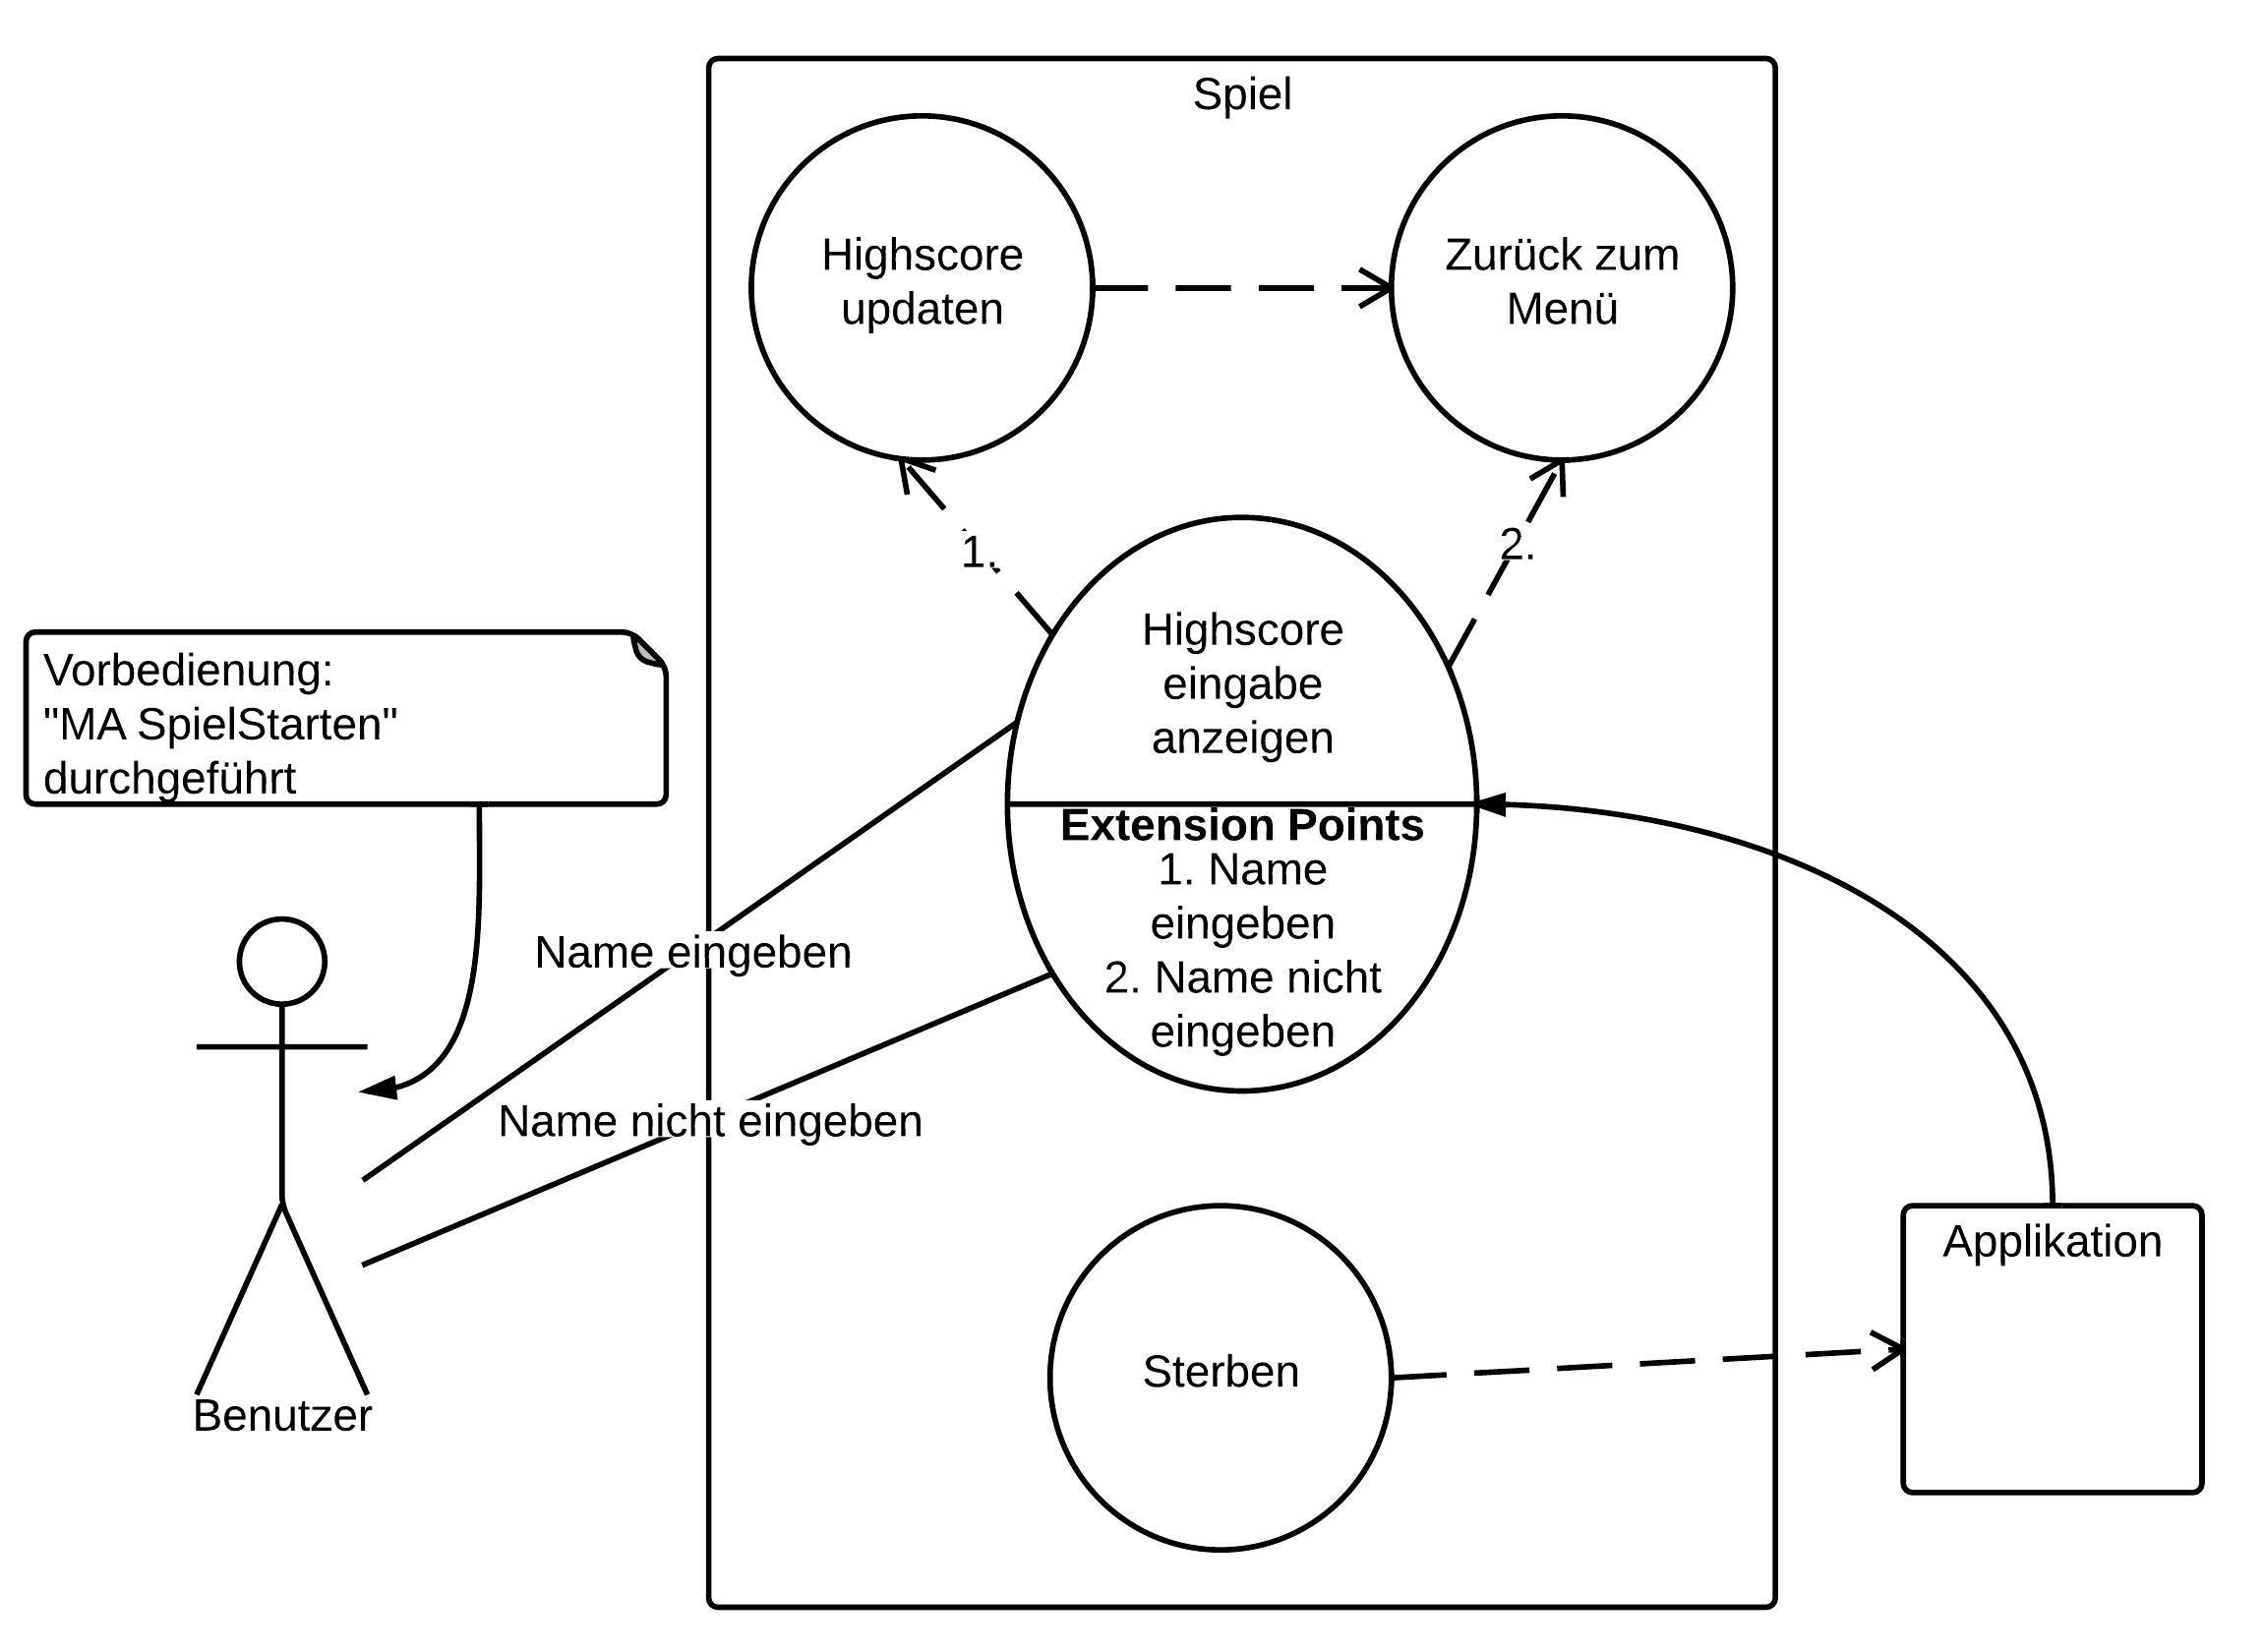 Spiel
Highscore
updaten
Zurück zum
Menü
1.
2.
Highscore
eingabe
anzeigen
Extension Points
1. Name
eingeben
2. Name nicht
eingeben
Vorbedienung:
"MA SpielStarten"
durchgeführt
Name eingeben
Name nicht eingeben
Benutzer
Sterben
Applikation